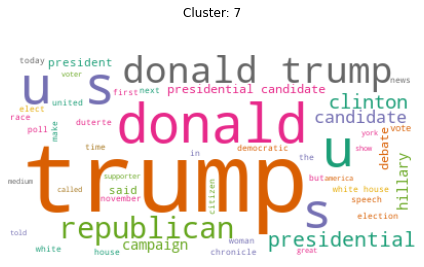 Cluster: 7
today president donald trump news
voter
u s first next presidential candidate
elect united clinton
race make donald candidate
poll duterte u york vote
time in democratic the debate show
trump but america
medium called supporter citizen white house hillary
republican said november s speech
told campaign woman election
white house chronicle presidential great